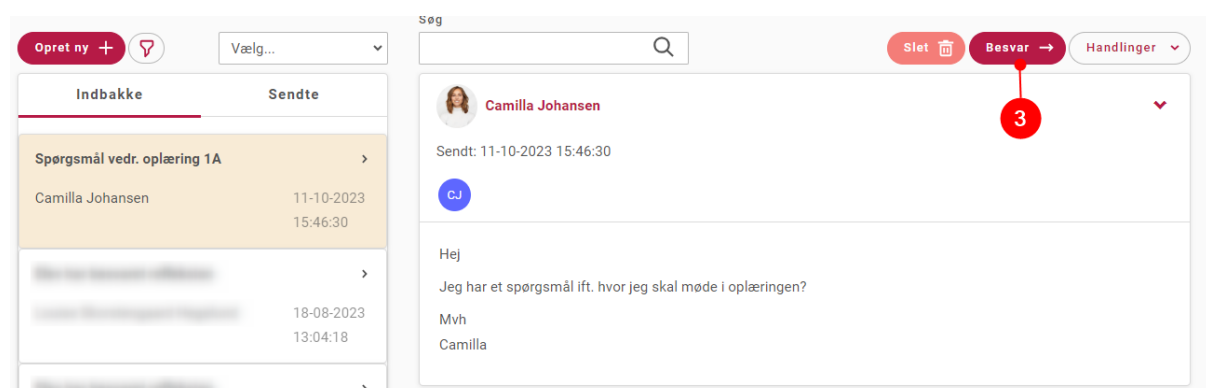 Søg
Opret ny
Vælg...
Slet
Besvar →
Handlinger
3
Indbakke
Sendte
Spørgsmål vedr. oplæring 1A
Camilla Johansen
11-10-2023
15:46:30
18-08-2023
13:04:18
Camilla Johansen
Sendt: 11-10-2023 15:46:30
CJ
Hej
Jeg har et spørgsmål ift. hvor jeg skal møde i oplæringen?
Mvh
Camilla